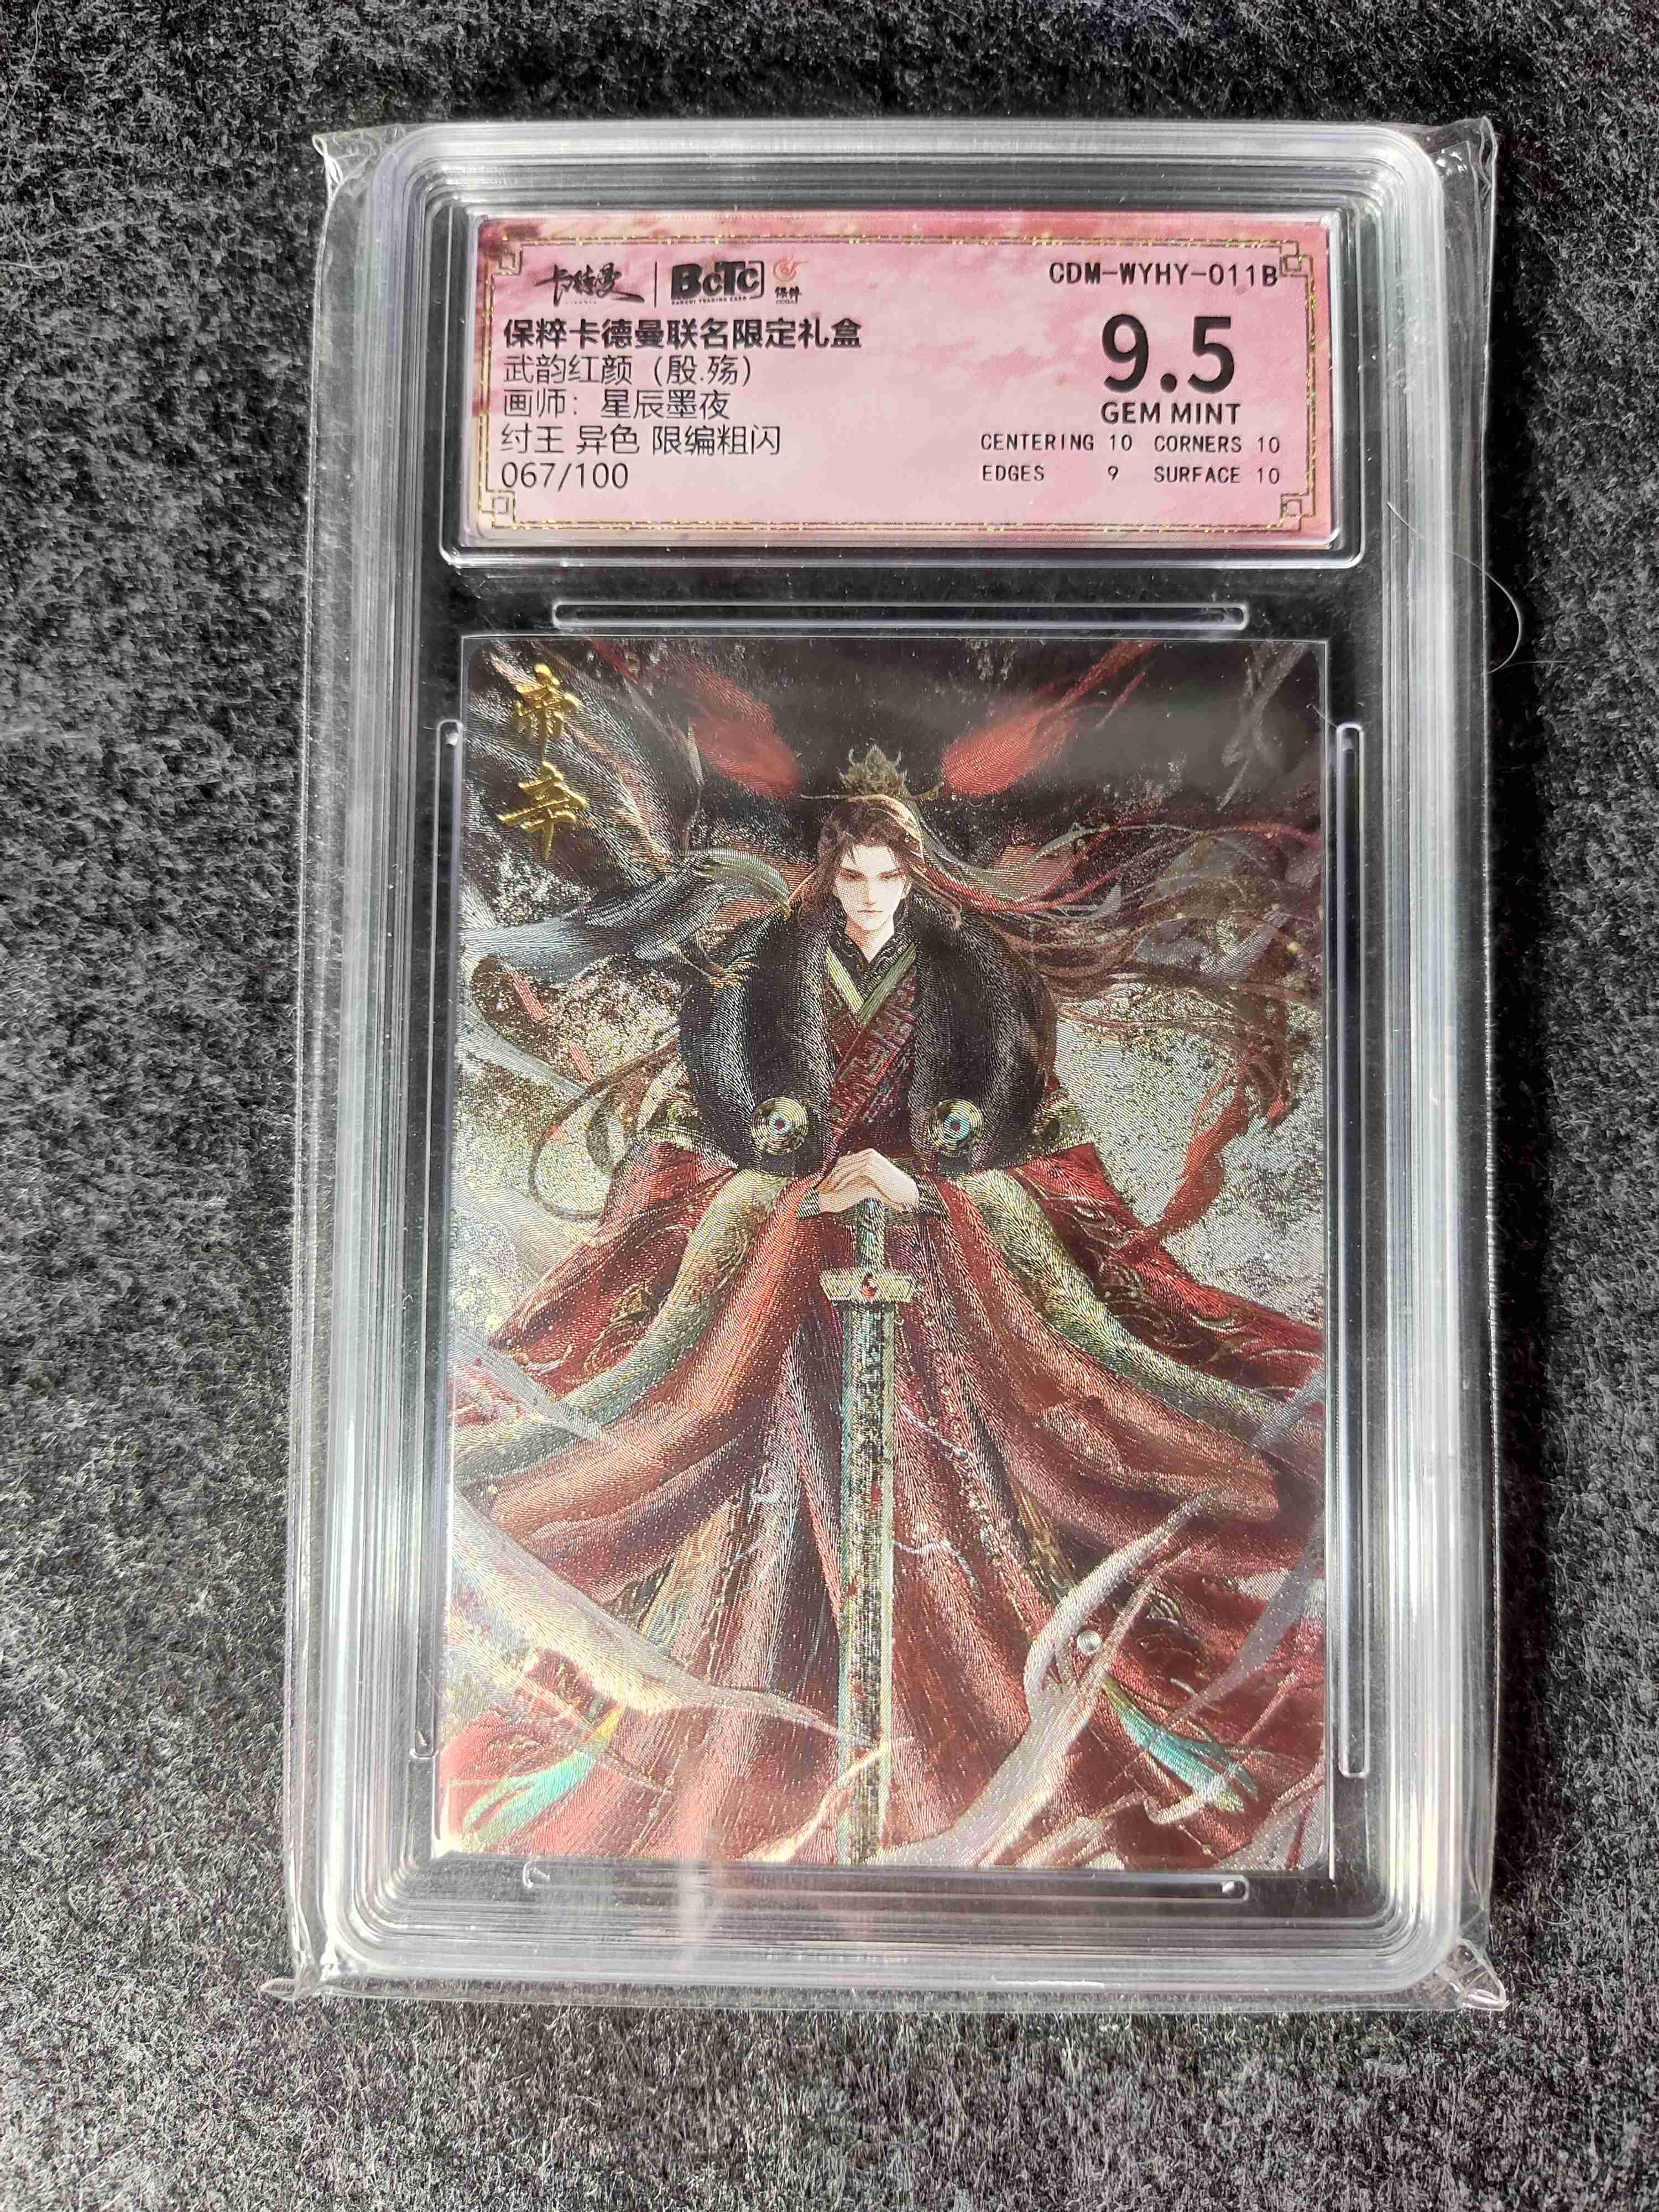 卡德曼 BCTC 保粹
CDM-WYHY-011B
保粹卡德曼联名限定礼盒
武韵红颜（殷.殇）
画师：星辰墨夜
纣王 异色 限编粗闪
067/100
9.5
GEM MINT
CENTERING 10 CORNERS 10
EDGES 9 SURFACE 10
帝辛